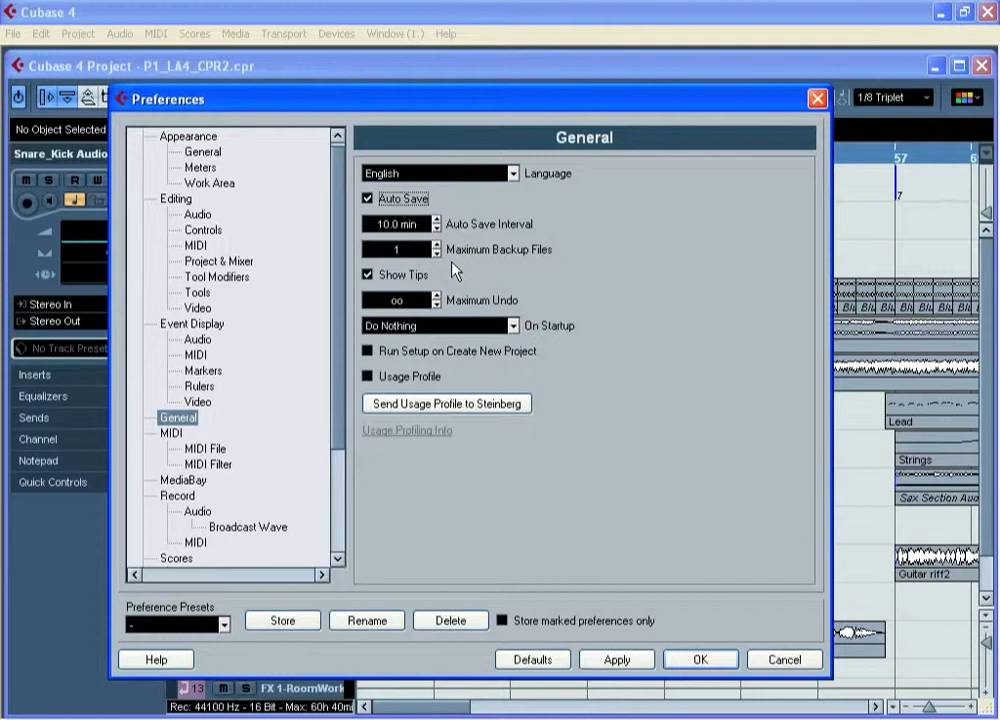 Cubase 4
File Edit Project Audio MIDI Scores Media Transport Devices Window (1.) Help
Cubase 4 Project - P1_LA4_CPR2.cpr
1/8 Triplet
No Object Selected
Snare_Kick Audio
M S R W
Stereo In
Stereo Out
No Track Preset
Inserts
Equalizers
Sends
Channel
Notepad
Quick Controls
Preferences
Appearance
General
Meters
Work Area
Editing
Audio
Controls
MIDI
Project & Mixer
Tool Modifiers
Tools
Video
Event Display
Audio
MIDI
Markers
Rulers
Video
General
MIDI
MIDI File
MIDI Filter
MediaBay
Record
Audio
Broadcast Wave
MIDI
Scores
General
English Language
Auto Save
10.0 min Auto Save Interval
1 Maximum Backup Files
Show Tips
oo Maximum Undo
Do Nothing On Startup
Run Setup on Create New Project
Usage Profile
Send Usage Profile to Steinberg
Usage Profiling Info
Preference Presets
-
Store Rename Delete Store marked preferences only
Help Defaults Apply OK Cancel
57
7
Lead
Strings
Sax Section Aud
Guitar riff2
13 M S FX 1-RoomWork
Rec: 44100 Hz - 16 Bit - Max: 60h 40mi